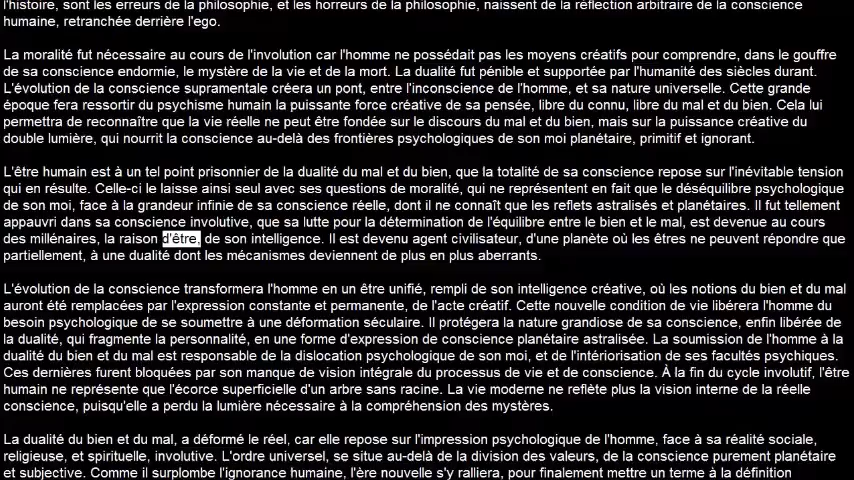 l'histoire, sont les erreurs de la philosophie, et les horreurs de la philosophie, naissent de la réflection arbitraire de la conscience
humaine, retranchée derrière l'ego.
La moralité fut nécessaire au cours de l'involution car l'homme ne possédait pas les moyens créatifs pour comprendre, dans le gouffre
de sa conscience endormie, le mystère de la vie et de la mort. La dualité fut pénible et supportée par l'humanité des siècles durant.
L'évolution de la conscience supramentale créera un pont, entre l'inconscience de l'homme, et sa nature universelle. Cette grande
époque fera ressortir du psychisme humain la puissante force créative de sa pensée, libre du connu, libre du mal et du bien. Cela lui
permettra de reconnaître que la vie réelle ne peut être fondée sur le discours du mal et du bien, mais sur la puissance créative du
double lumière, qui nourrit la conscience au-delà des frontières psychologiques de son moi planétaire, primitif et ignorant.
L'être humain est à un tel point prisonnier de la dualité du mal et du bien, que la totalité de sa conscience repose sur l'inévitable tension
qui en résulte. Celle-ci le laisse ainsi seul avec ses questions de moralité, qui ne représentent en fait que le déséquilibre psychologique
de son moi, face à la grandeur infinie de sa conscience réelle, dont il ne connaît que les reflets astralisés et planétaires. Il fut tellement
appauvri dans sa conscience involutive, que sa lutte pour la détermination de l'équilibre entre le bien et le mal, est devenue au cours
des millénaires, la raison d'être, de son intelligence. Il est devenu agent civilisateur, d'une planète où les êtres ne peuvent répondre que
partiellement, à une dualité dont les mécanismes deviennent de plus en plus aberrants.
L'évolution de la conscience transformera l'homme en un être unifié, rempli de son intelligence créative, où les notions du bien et du mal
auront été remplacées par l'expression constante et permanente, de l'acte créatif. Cette nouvelle condition de vie libérera l'homme du
besoin psychologique de se soumettre à une déformation séculaire. Il protégera la nature grandiose de sa conscience, enfin libérée de
la dualité, qui fragmente la personnalité, en une forme d'expression de conscience planétaire astralisée. La soumission de l'homme à la
dualité du bien et du mal est responsable de la dislocation psychologique de son moi, et de l'intériorisation de ses facultés psychiques.
Ces dernières furent bloquées par son manque de vision intégrale du processus de vie et de conscience. À la fin du cycle involutif, l'être
humain ne représente que l'écorce superficielle d'un arbre sans racine. La vie moderne ne reflète plus la vision interne de la réelle
conscience, puisqu'elle a perdu la lumière nécessaire à la compréhension des mystères.
La dualité du bien et du mal, a déformé le réel, car elle repose sur l'impression psychologique de l'homme, face à sa réalité sociale,
religieuse, et spirituelle, involutive. L'ordre universel, se situe au-delà de la division des valeurs, de la conscience purement planétaire
et subjective. Comme il surplombe l'ignorance humaine, l'ère nouvelle s'y ralliera, pour finalement mettre un terme à la définition